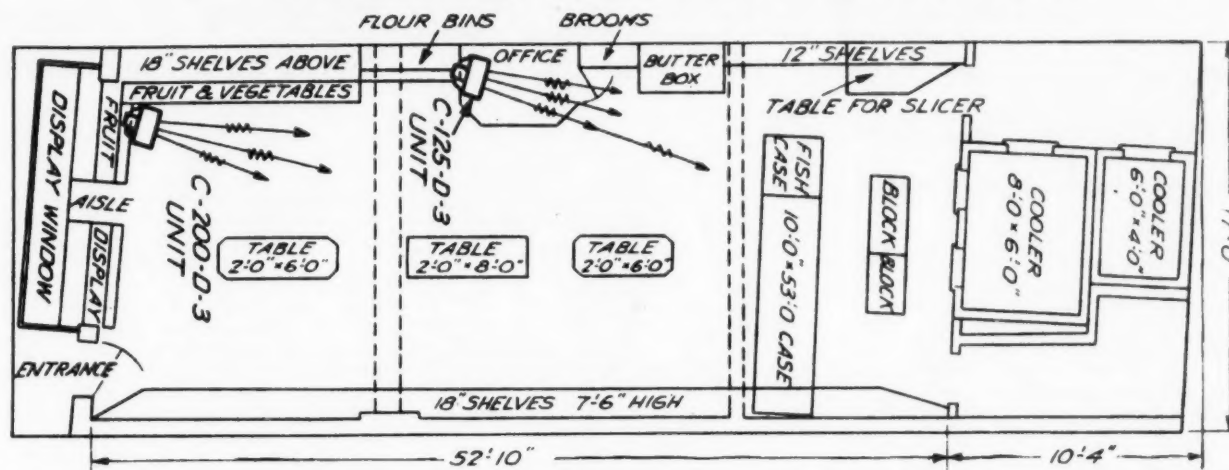 FLOUR BINS
BROOMS
18" SHELVES ABOVE
OFFICE
BUTTER
BOX
12" SHELVES
FRUIT & VEGETABLES
TABLE FOR SLICER
DISPLAY WINDOW
FRUIT
C-200-D-3
UNIT
C-125-D-3
UNIT
AISLE
DISPLAY
TABLE
2'-0"×6'-0"
TABLE
2'-0"×8'-0"
TABLE
2'-0"×6'-0"
FISH
CASE
10'-0"×53'-0 CASE
BLOCK
BLOCK
COOLER
8'-0×6'-0"
COOLER
6'-0"×4'-0"
ENTRANCE
18" SHELVES 7'-6" HIGH
52'-10"
10'-4"